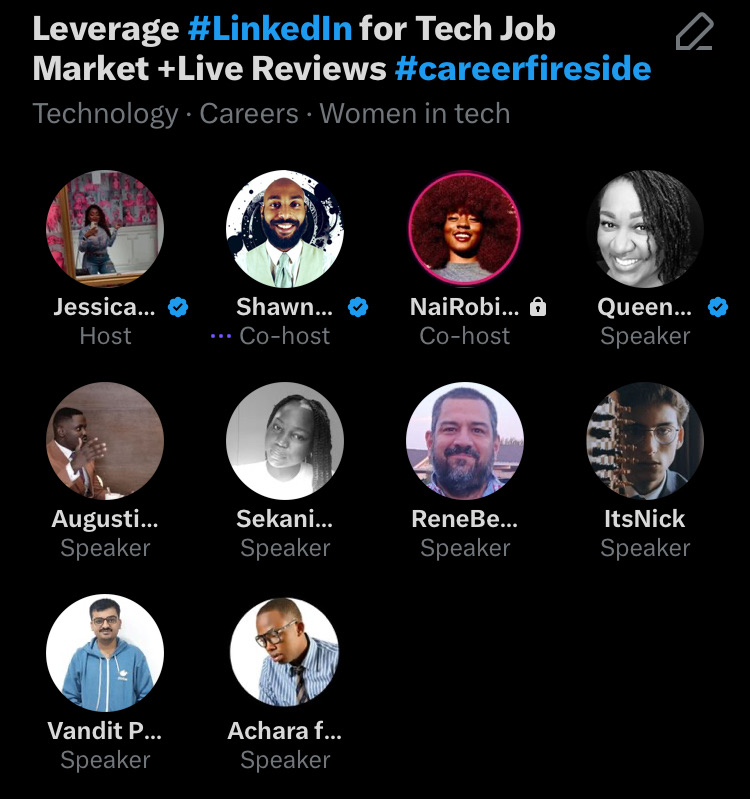 Leverage #LinkedIn for Tech Job
Market +Live Reviews #careerfireside
Technology · Careers · Women in tech
Jessica... Shawn... NaiRobi... Queen...
Host ... Co-host Co-host Speaker
Augusti... Sekani... ReneBe... ItsNick
Speaker Speaker Speaker Speaker
Vandit P... Achara f...
Speaker Speaker